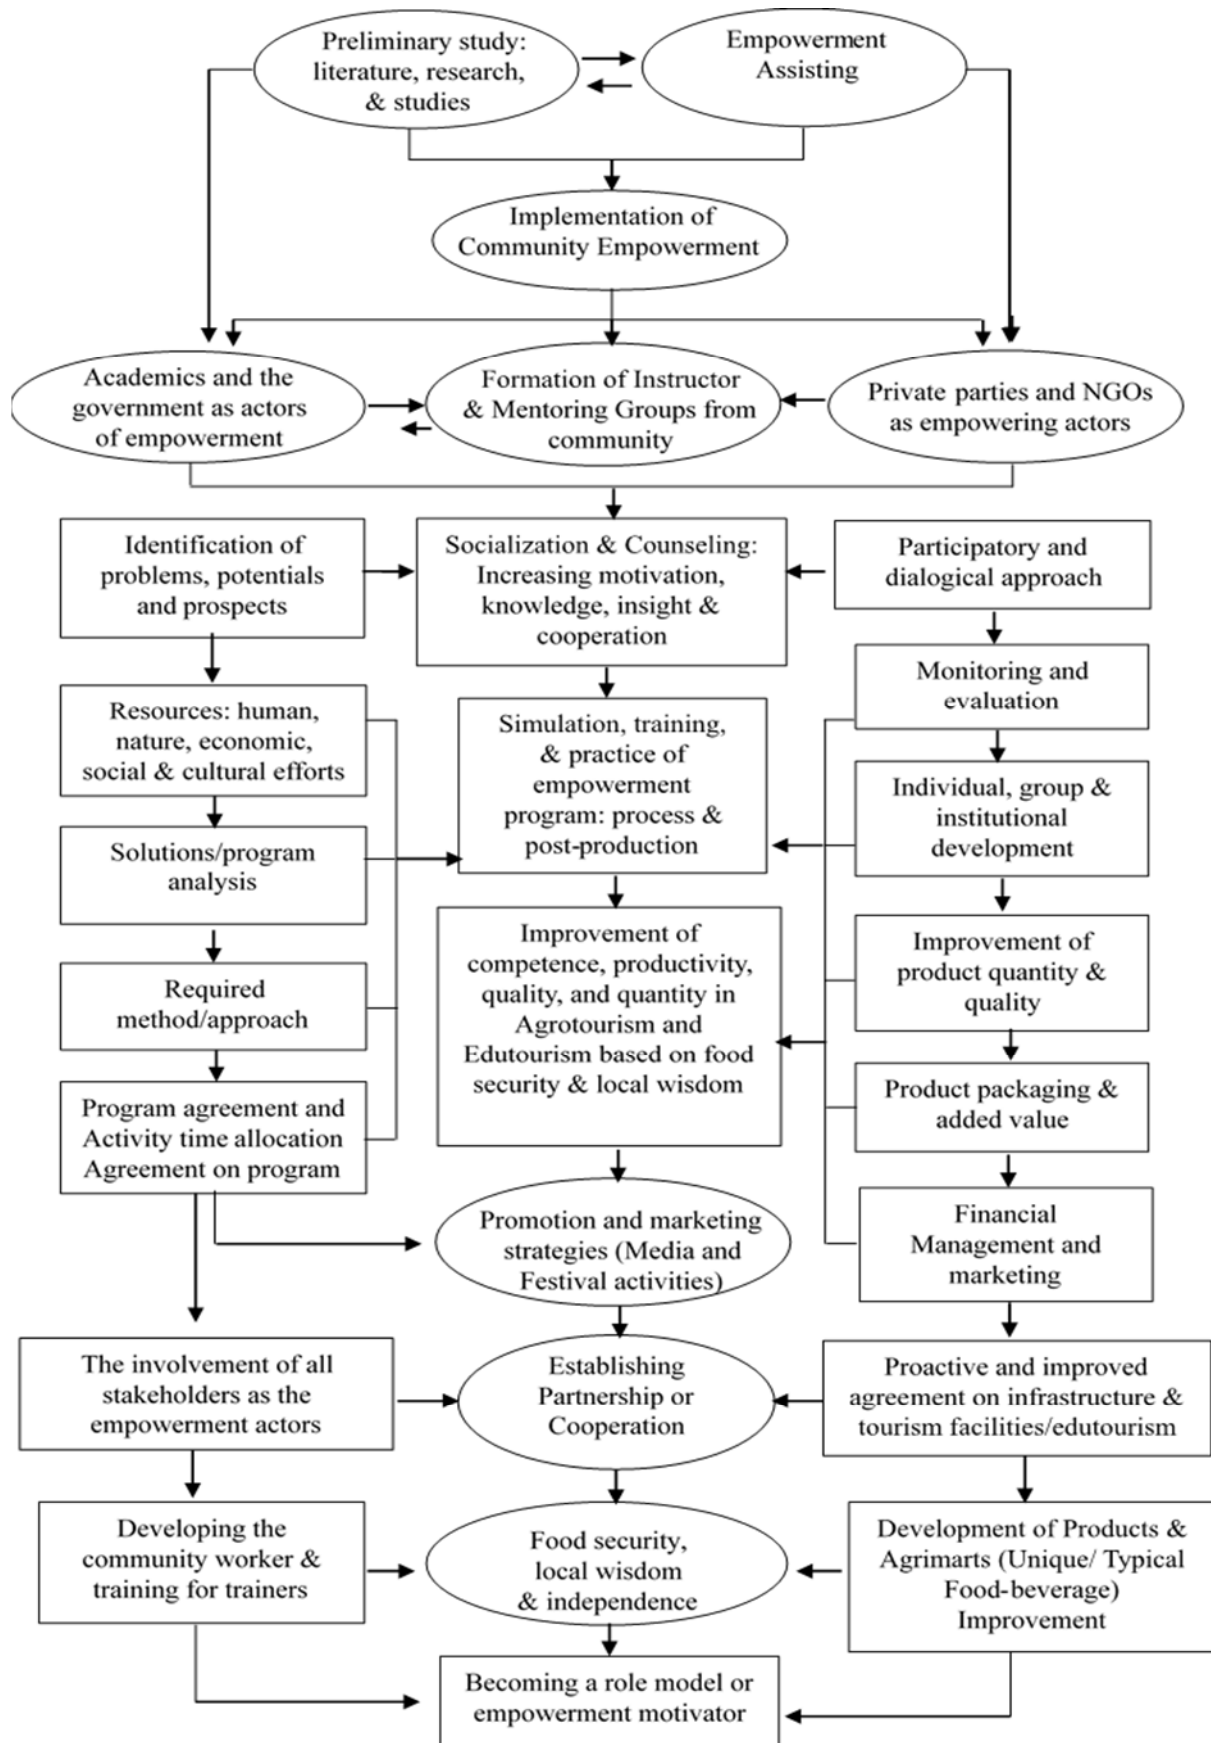 Preliminary study:
literature, research,
& studies
Empowerment
Assisting
Implementation of
Community Empowerment
Academics and the
government as actors
of empowerment
Formation of Instructor
& Mentoring Groups from
community
Private parties and NGOs
as empowering actors
Identification of
problems, potentials
and prospects
Socialization & Counseling:
Increasing motivation,
knowledge, insight &
cooperation
Participatory and
dialogical approach
Monitoring and
evaluation
Resources: human,
nature, economic,
social & cultural efforts
Simulation, training,
& practice of
empowerment
program: process &
post-production
Individual, group &
institutional
development
Solutions/program
analysis
Improvement of
competence, productivity,
quality, and quantity in
Agrotourism and
Edutourism based on food
security & local wisdom
Improvement of
product quantity &
quality
Required
method/approach
Product packaging &
added value
Program agreement and
Activity time allocation
Agreement on program
Promotion and marketing
strategies (Media and
Festival activities)
Financial
Management and
marketing
The involvement of all
stakeholders as the
empowerment actors
Establishing
Partnership or
Cooperation
Proactive and improved
agreement on infrastructure &
tourism facilities/edutourism
Developing the
community worker &
training for trainers
Food security,
local wisdom
& independence
Development of Products &
Agrimarts (Unique/ Typical
Food-beverage)
Improvement
Becoming a role model or
empowerment motivator